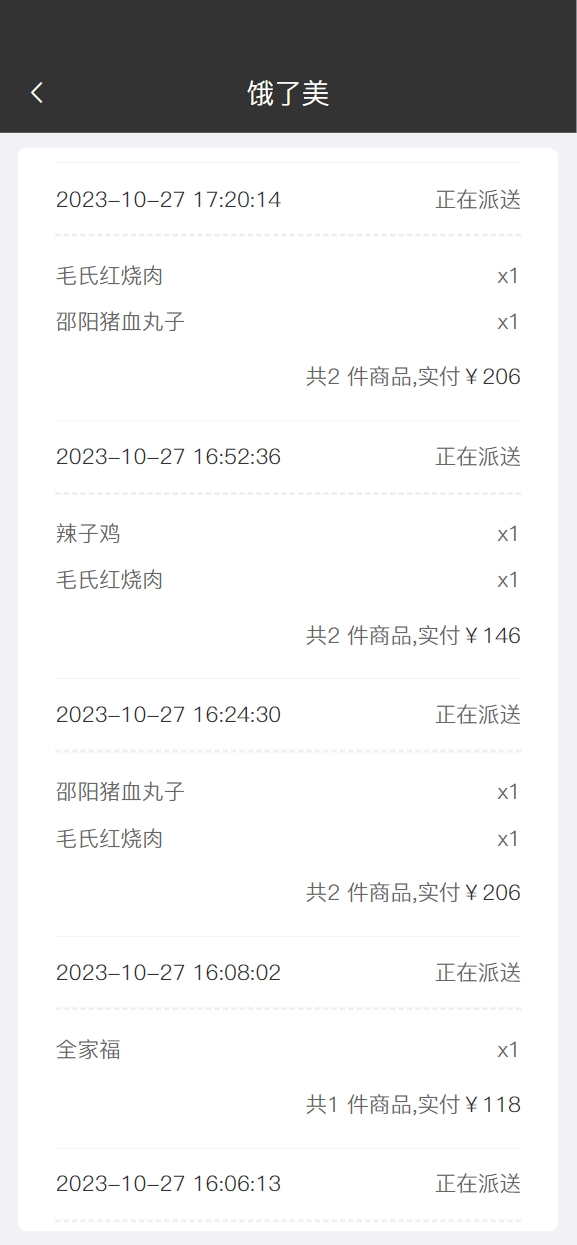 饿了美
2023-10-27 17:20:14 正在派送
毛氏红烧肉 x1
邵阳猪血丸子 x1
共2 件商品,实付￥206
2023-10-27 16:52:36 正在派送
辣子鸡 x1
毛氏红烧肉 x1
共2 件商品,实付￥146
2023-10-27 16:24:30 正在派送
邵阳猪血丸子 x1
毛氏红烧肉 x1
共2 件商品,实付￥206
2023-10-27 16:08:02 正在派送
全家福 x1
共1 件商品,实付￥118
2023-10-27 16:06:13 正在派送